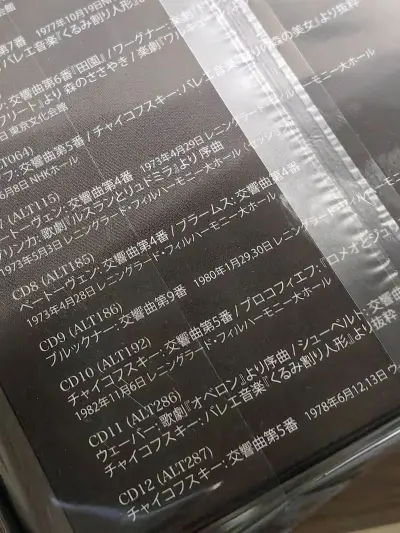 1977年10月19日NH
バレエ音楽『くるみ割り人形』
交響曲第6番『田園』/ワーグナー:楽劇
フリート』より 森のささやき/楽劇『ワル
日 東京文化会館
LT064)
フ:交響曲第5番/チャイコフスキー:バレエ音楽『眠りの森の美女』より抜粋
6月8日 NHKホール
7 (ALT115)
ートーヴェン:交響曲第4番 1973年4月29日 レニングラード・フィルハーモニー大ホール
グリンカ:歌劇『ルスランとリュドミラ』より 序曲
1973年5月3日 レニングラード・フィルハーモニー大ホール
CD8 (ALT185)
ベートーヴェン:交響曲第4番/ブラームス:交響曲第4番
1973年4月28日 レニングラード・フィルハーモニー大ホール
CD9 (ALT186)
ブルックナー:交響曲第9番 1980年1月29,30日 レニングラード・フィルハーモニー大ホール
CD10 (ALT192)
チャイコフスキー:交響曲第5番/プロコフィエフ:『ロメオとジュ
1982年11月6日 レニングラード・フィルハーモニー大ホール
CD11 (ALT286)
ウェーバー:歌劇『オベロン』より 序曲/シューベルト:交響
チャイコフスキー:バレエ音楽『くるみ割り人形』より抜粋
CD12 (ALT287)
チャイコフスキー:交響曲第5番 1978年6月12,13日 ウ